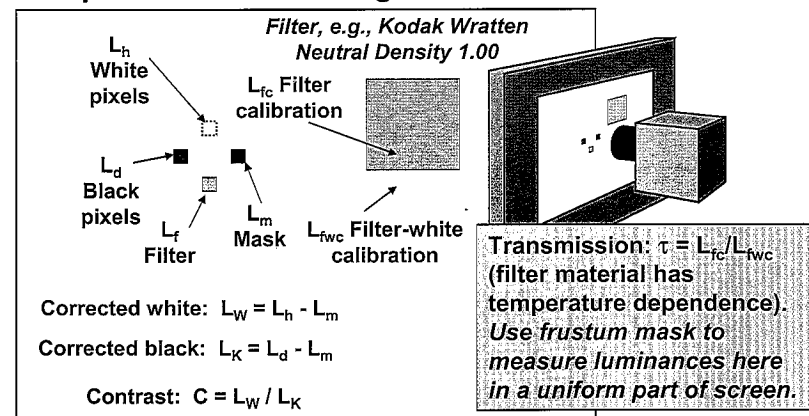 Filter, e.g., Kodak Wratten
Neutral Density 1.00
Lh
White
pixels
Lfc Filter
calibration
Ld
Black
pixels
Lf
Filter
Lm
Mask
Lfwc Filter-white
calibration
Transmission: τ = Lfc/Lfwc
(filter material has
temperature dependence).
Use frustum mask to
measure luminances here
in a uniform part of screen.
Corrected white: LW = Lh - Lm
Corrected black: LK = Ld - Lm
Contrast: C = LW / LK